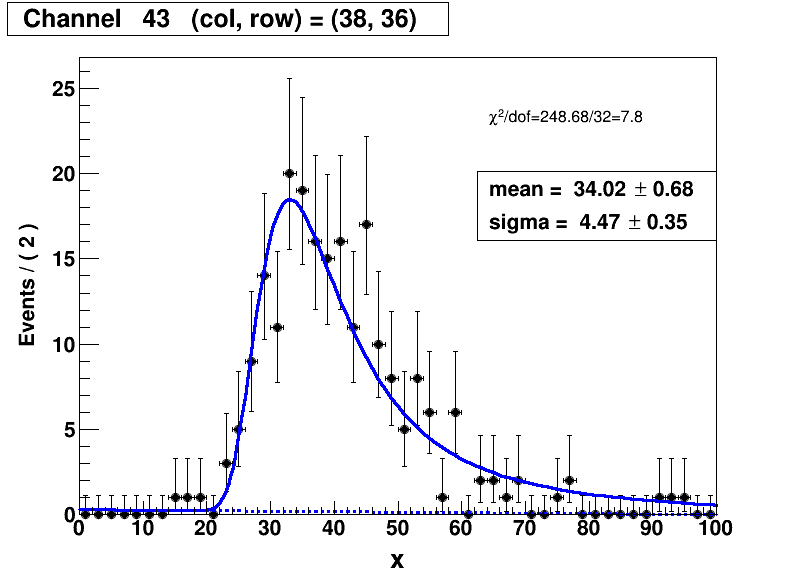 Channel 43 (col, row) = (38, 36)
χ²/dof=248.68/32=7.8
mean = 34.02 ± 0.68
sigma = 4.47 ± 0.35
Events / ( 2 )
25
20
15
10
5
0
0 10 20 30 40 50 60 70 80 90 100
x